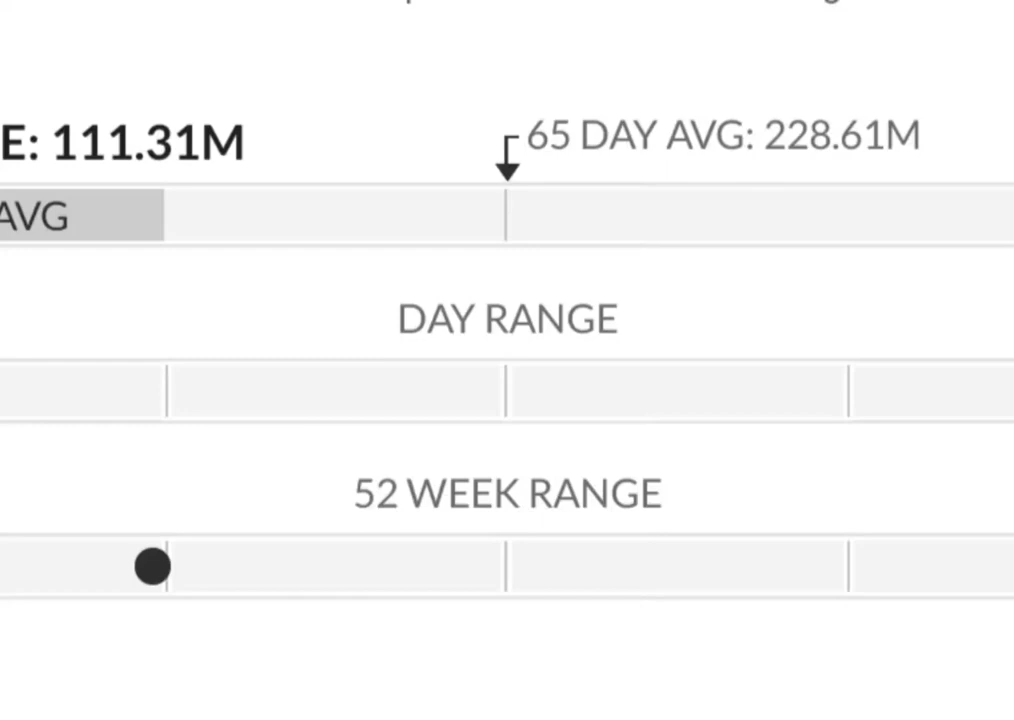 E: 111.31M
65 DAY AVG: 228.61M
AVG
DAY RANGE
52 WEEK RANGE